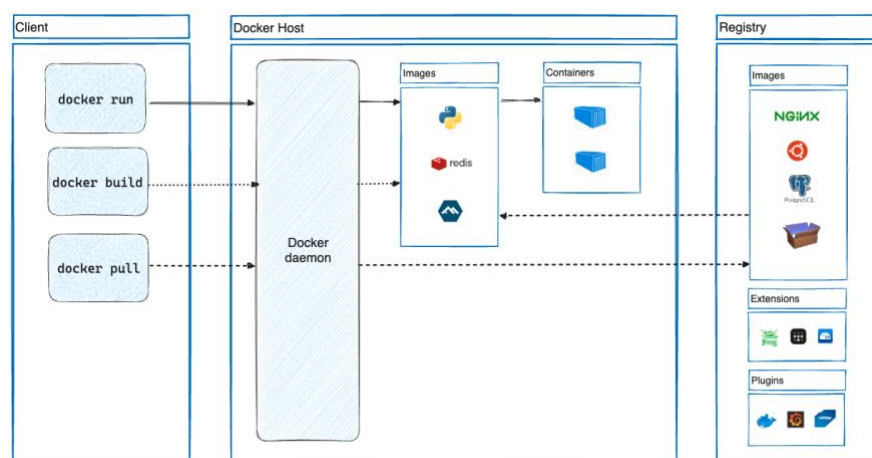 Client
docker run
docker build
docker pull
Docker Host
Docker
daemon
Images
redis
Containers
Registry
Images
NGINX
PostgreSQL
Extensions
JFrog
Plugins